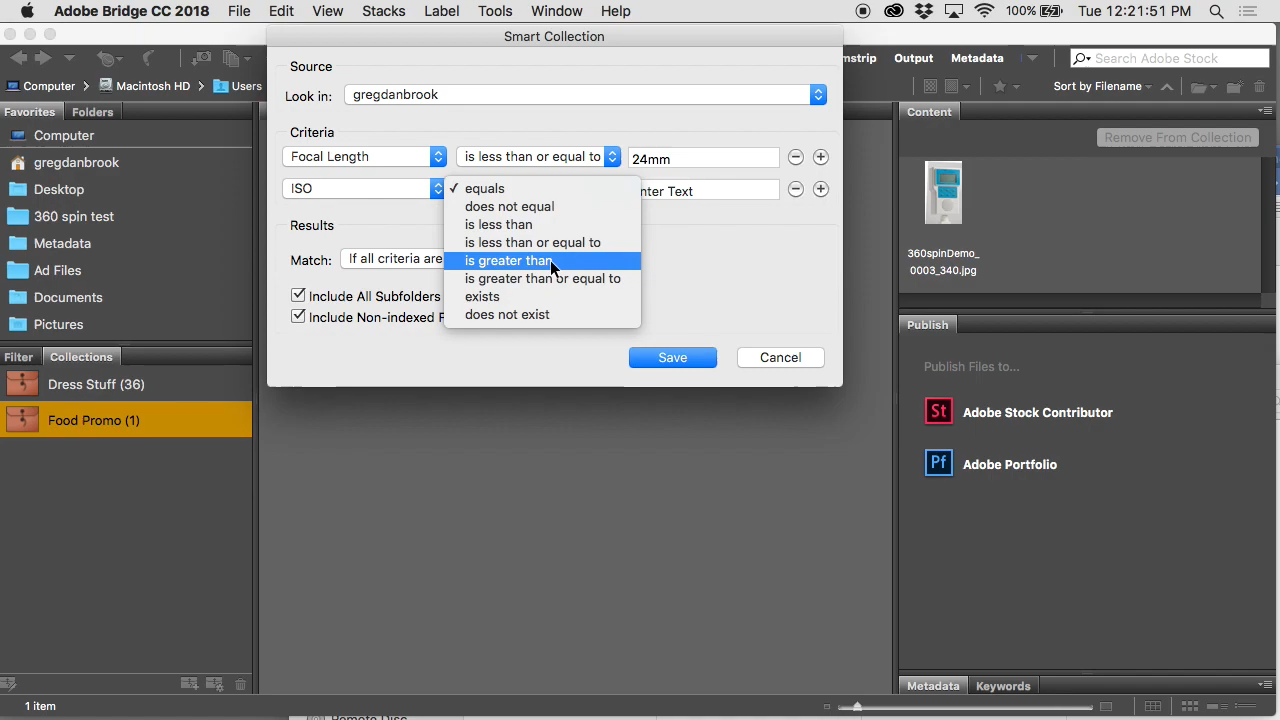 Adobe Bridge CC 2018 File Edit View Stacks Label Tools Window Help 100% Tue 12:21:51 PM
Smart Collection
mstrip Output Metadata Search Adobe Stock
Computer Macintosh HD Users Sort by Filename
Favorites Folders
Computer
gregdanbrook
Desktop
360 spin test
Metadata
Ad Files
Documents
Pictures
Filter Collections
Dress Stuff (36)
Food Promo (1)
1 item
Source
Look in: gregdanbrook
Criteria
Focal Length is less than or equal to 24mm
ISO nter Text
equals
does not equal
is less than
is less than or equal to
is greater than
is greater than or equal to
exists
does not exist
Results
Match: If all criteria are
Include All Subfolders
Include Non-indexed F
Save Cancel
Content
Remove From Collection
360spinDemo_
0003_340.jpg
Publish
Publish Files to...
St Adobe Stock Contributor
Pf Adobe Portfolio
Metadata Keywords